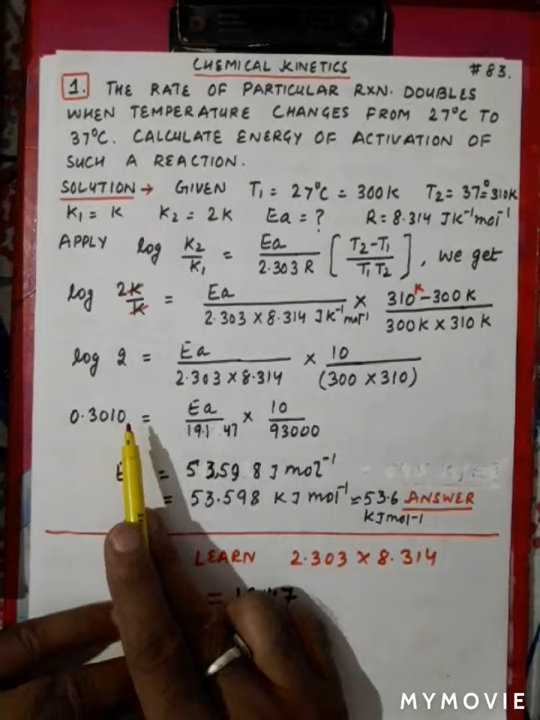 CHEMICAL KINETICS #83.
1. THE RATE OF PARTICULAR RXN. DOUBLES
WHEN TEMPERATURE CHANGES FROM 27°C TO
37°C. CALCULATE ENERGY OF ACTIVATION OF
SUCH A REACTION.
SOLUTION → GIVEN T1 = 27°C = 300K T2 = 37° = 310K
K1 = K K2 = 2K Ea = ? R = 8.314 JK⁻¹mol⁻¹
APPLY log K2/K1 = Ea/2.303 R [T2-T1/T1T2], we get
log 2K/K = Ea/2.303 × 8.314 JK⁻¹mol⁻¹ × 310K-300K/300K × 310K
log 2 = Ea/2.303 × 8.314 × 10/(300 × 310)
0.3010 = Ea/19.1 47 × 10/93000
= 53598 J mol⁻¹
= 53.598 KJ mol⁻¹ = 53.6 ANSWER
KJmol-1
LEARN 2.303 × 8.314
=
MYMOVIE